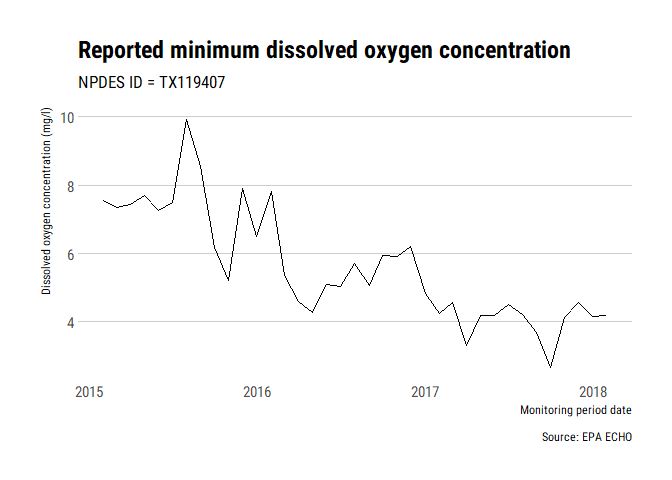 Reported minimum dissolved oxygen concentration
NPDES ID = TX119407
Dissolved oxygen concentration (mg/l)
10
8
6
4
2015 2016 2017 2018
Monitoring period date
Source: EPA ECHO